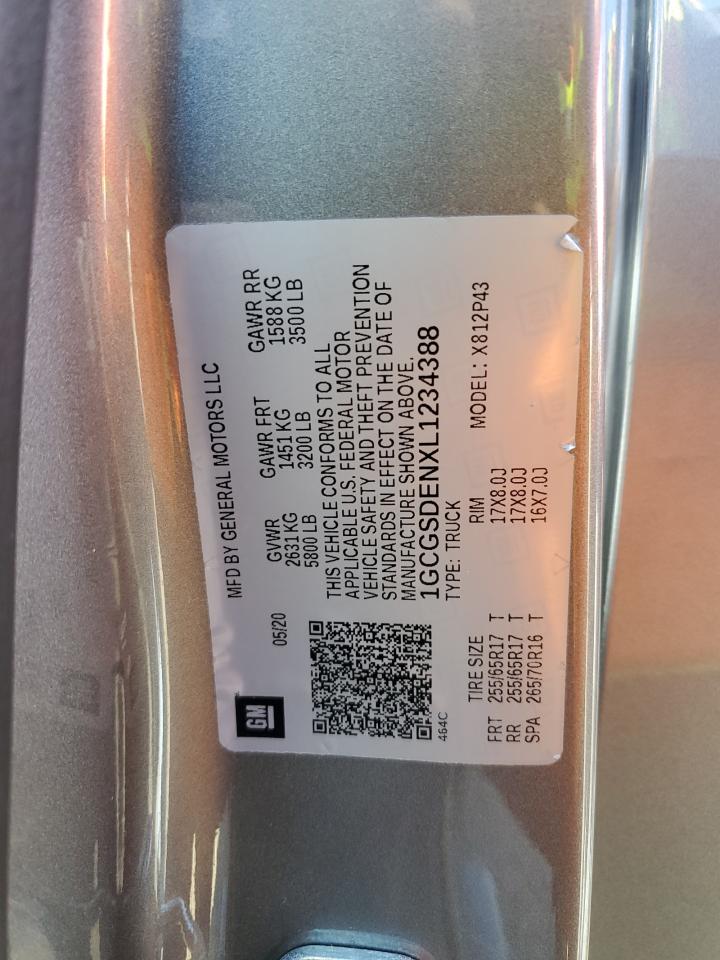 GM
MFD BY GENERAL MOTORS LLC
05/20
GVWR GAWR FRT GAWR RR
2631 KG 1451 KG 1588 KG
5800 LB 3200 LB 3500 LB
THIS VEHICLE CONFORMS TO ALL
APPLICABLE U.S. FEDERAL MOTOR
VEHICLE SAFETY AND THEFT PREVENTION
STANDARDS IN EFFECT ON THE DATE OF
MANUFACTURE SHOWN ABOVE.
1GCGSDENXL1234388
464C
TYPE: TRUCK
TIRE SIZE RIM MODEL: X812P43
FRT 255/65R17 T 17X8.0J
RR 255/65R17 T 17X8.0J
SPA 265/70R16 T 16X7.0J